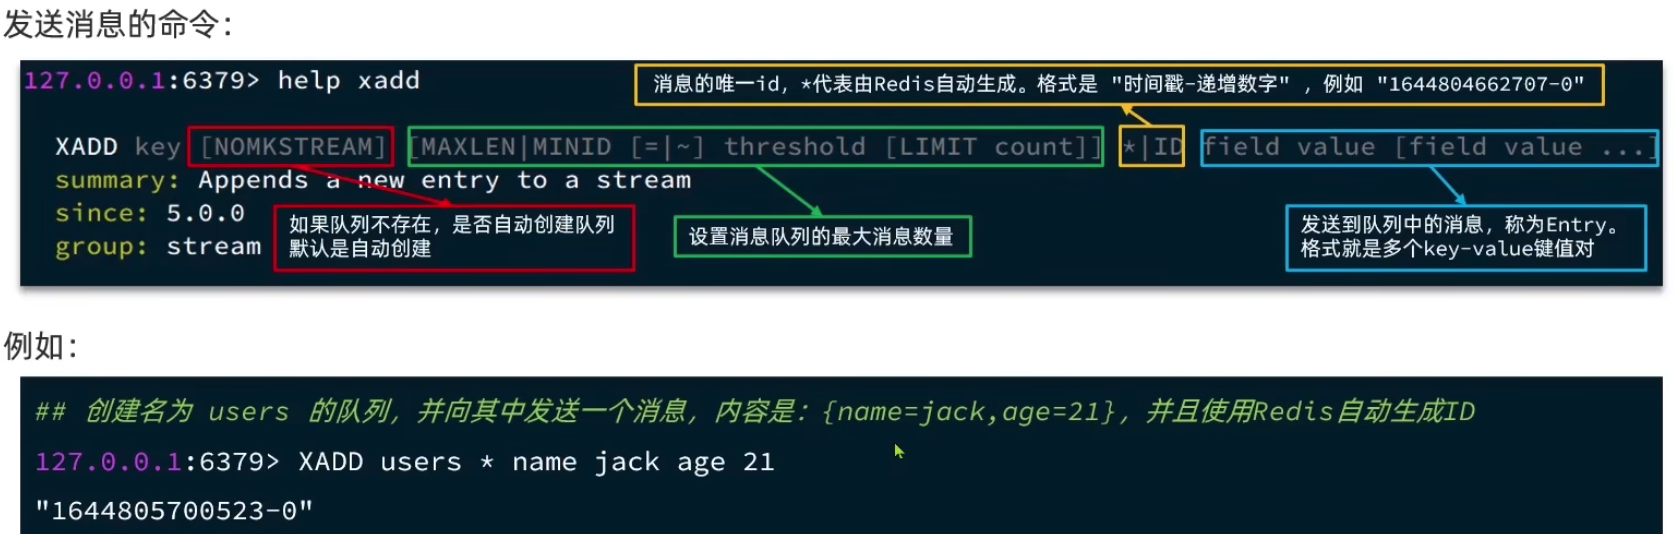 发送消息的命令：
127.0.0.1:6379> help xadd
消息的唯一id，*代表由Redis自动生成。格式是 "时间戳-递增数字" ，例如 "1644804662707-0"
XADD key [NOMKSTREAM] [MAXLEN|MINID [=|~] threshold [LIMIT count]] *|ID field value [field value ...]
summary: Appends a new entry to a stream
since: 5.0.0
group: stream
如果队列不存在，是否自动创建队列
默认是自动创建
设置消息队列的最大消息数量
发送到队列中的消息，称为Entry。
格式就是多个key-value键值对
例如：
## 创建名为 users 的队列，并向其中发送一个消息，内容是：{name=jack,age=21}，并且使用Redis自动生成ID
127.0.0.1:6379> XADD users * name jack age 21
"1644805700523-0"